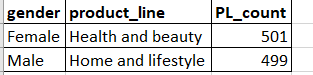 gender product_line PL_count
Female Health and beauty 501
Male Home and lifestyle 499